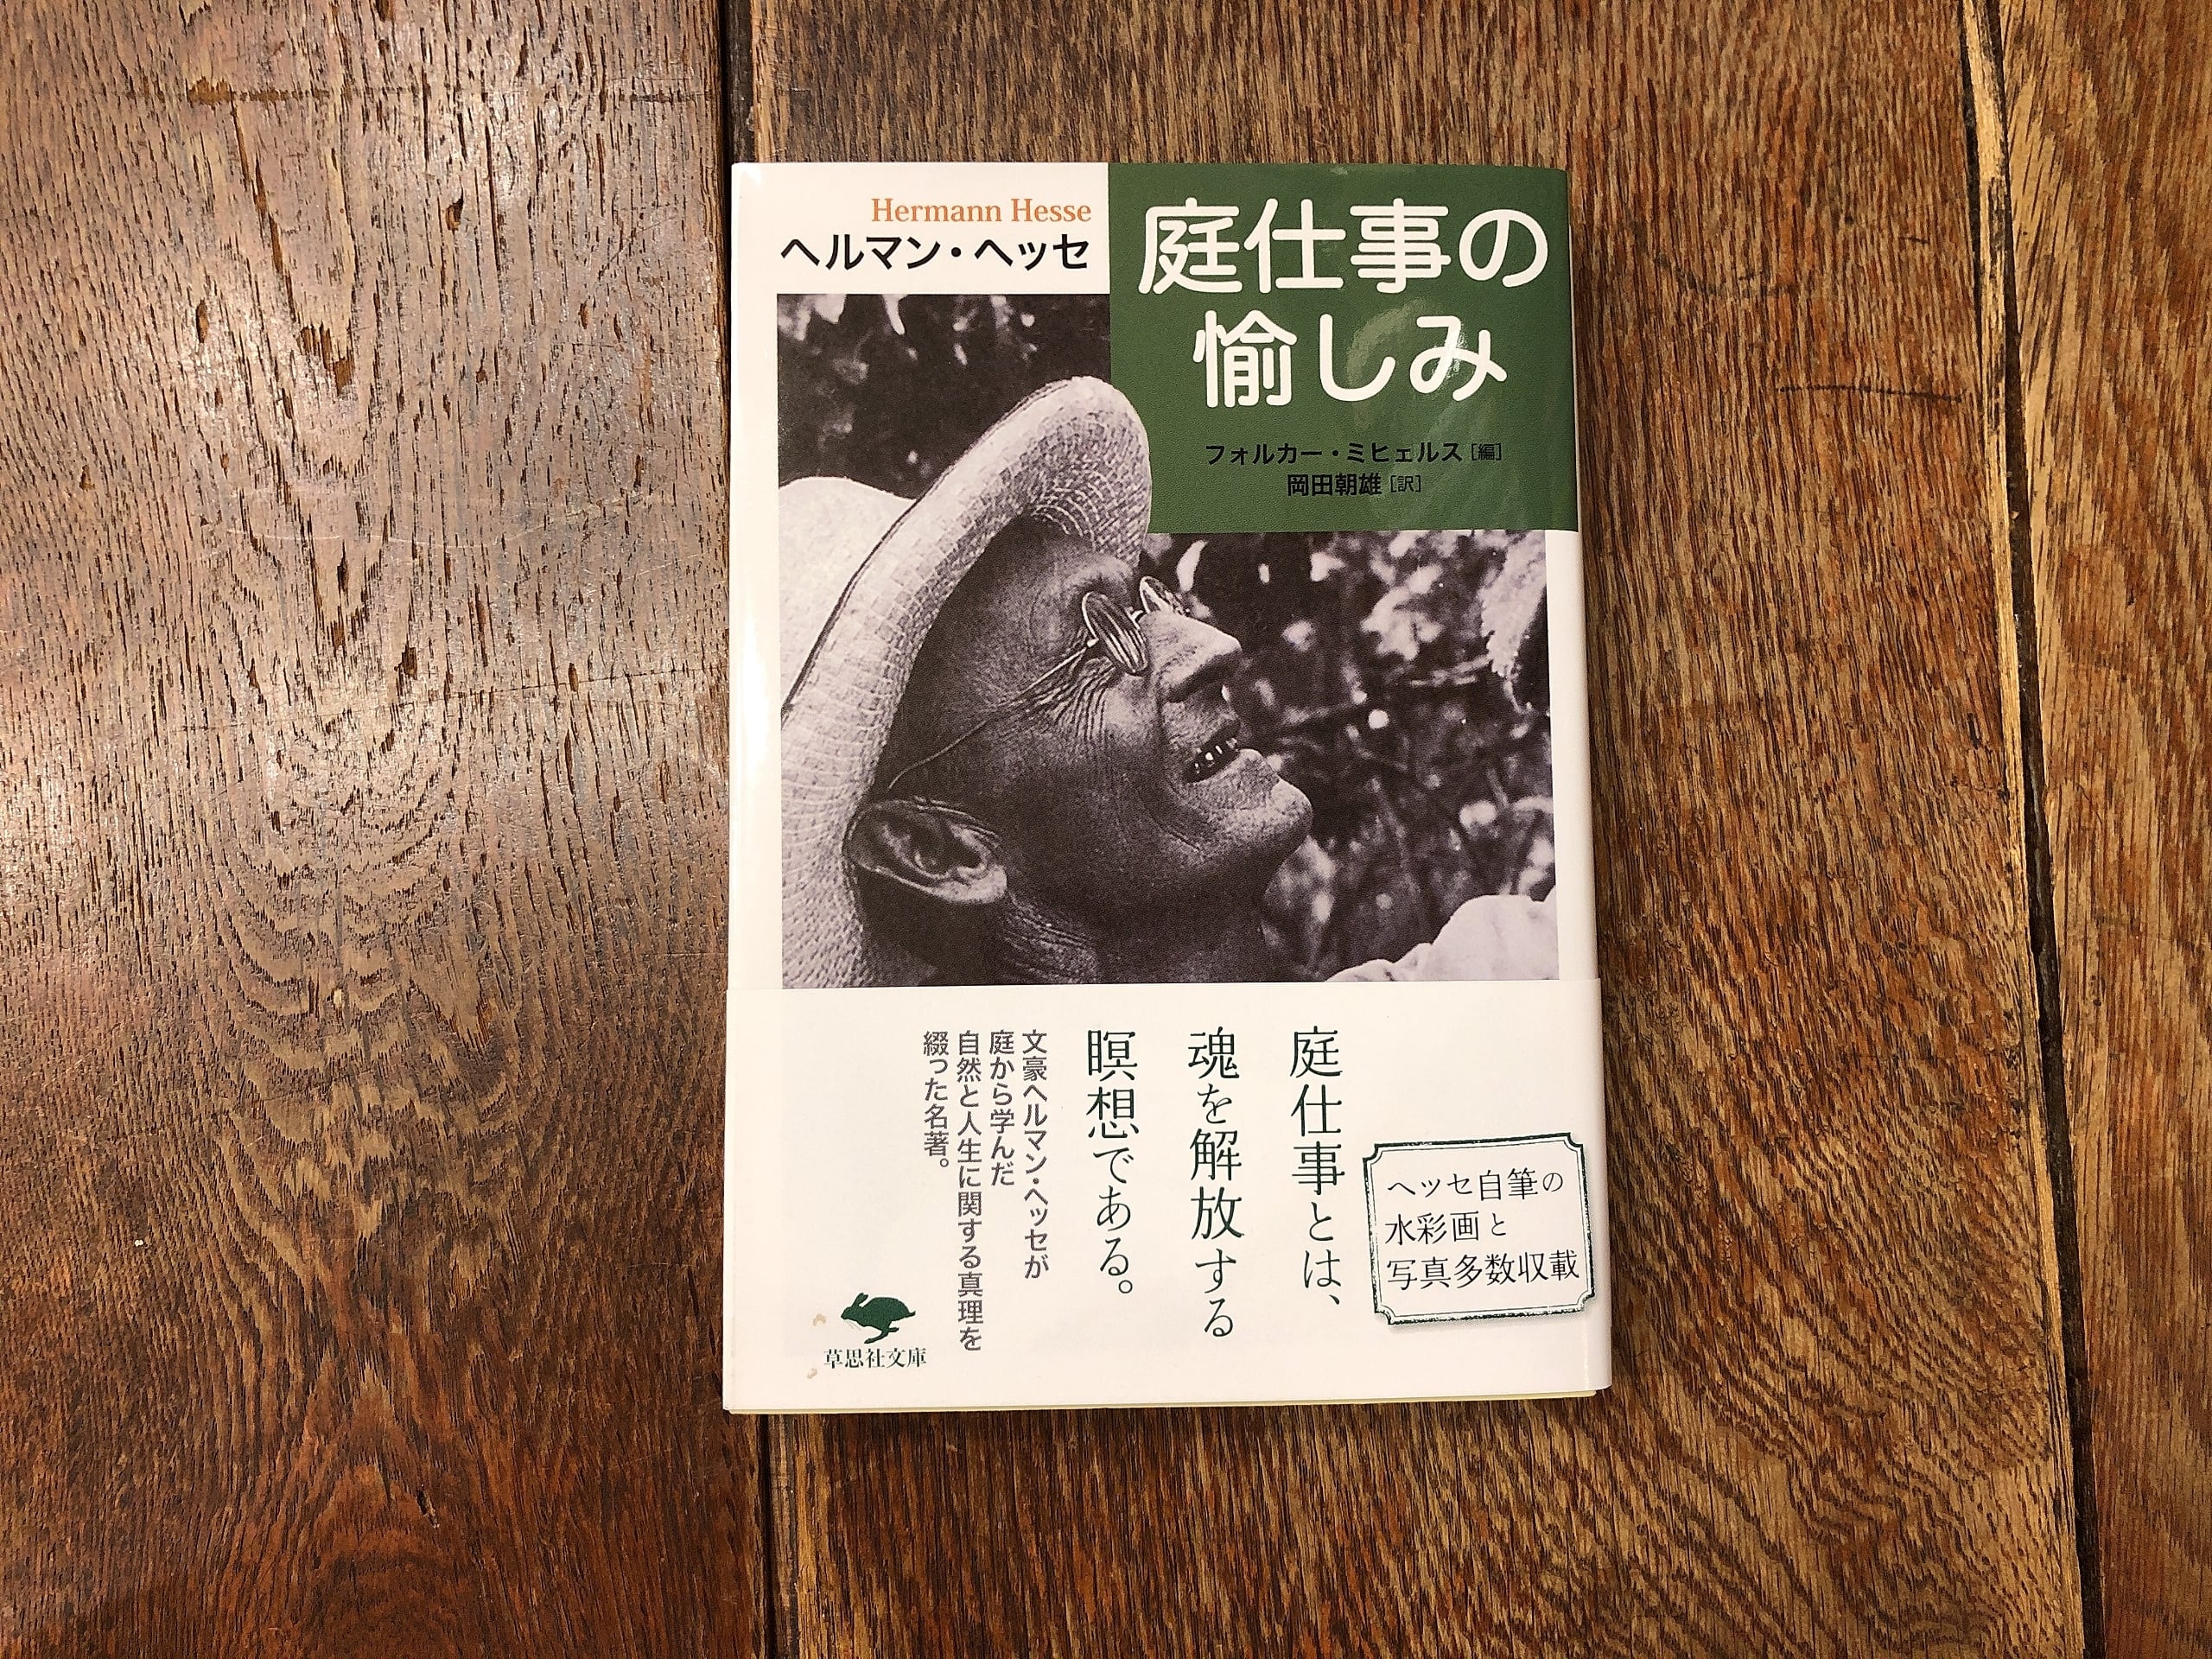 Hermann Hesse
ヘルマン・ヘッセ
庭仕事の
愉しみ
フォルカー・ミヒェルス［編］
岡田朝雄［訳］
ヘッセ自筆の
水彩画と
写真多数収載
庭仕事とは、
魂を解放する
瞑想である。
文豪ヘルマン・ヘッセが
庭から学んだ
自然と人生に関する真理を
綴った名著。
草思社文庫